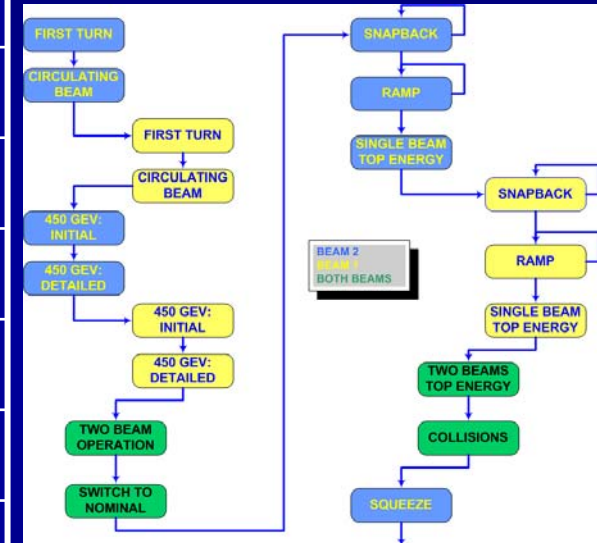 FIRST TURN
CIRCULATING
BEAM
FIRST TURN
CIRCULATING
BEAM
450 GEV:
INITIAL
450 GEV:
DETAILED
450 GEV:
INITIAL
450 GEV:
DETAILED
TWO BEAM
OPERATION
SWITCH TO
NOMINAL
SNAPBACK
RAMP
SINGLE BEAM
TOP ENERGY
SNAPBACK
RAMP
SINGLE BEAM
TOP ENERGY
TWO BEAMS
TOP ENERGY
COLLISIONS
SQUEEZE
BEAM 2
BEAM 1
BOTH BEAMS